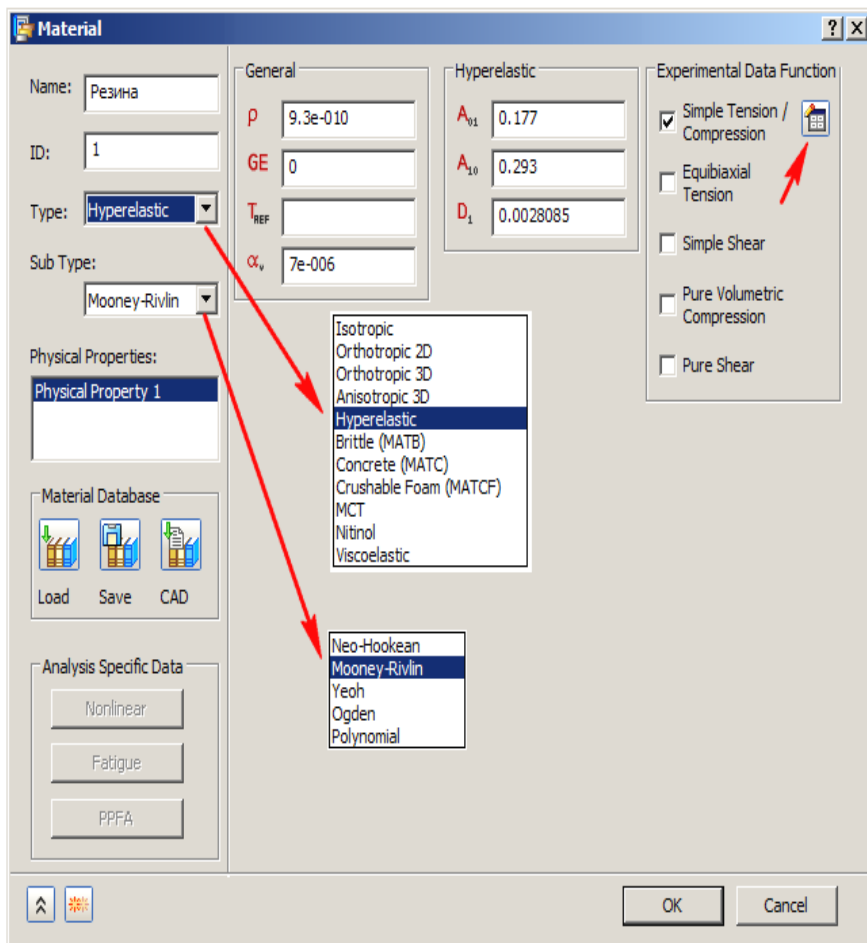 Material
Name:
Резина
ID:
1
Type:
Hyperelastic
Sub Type:
Mooney-Rivlin
Physical Properties:
Physical Property 1
Material Database
Load
Save
CAD
Analysis Specific Data
Nonlinear
Fatigue
PPFA
General
ρ
9.3e-010
GE
0
TREF
αv
7e-006
Hyperelastic
A01
0.177
A10
0.293
D1
0.0028085
Experimental Data Function
Simple Tension /
Compression
Equibiaxial
Tension
Simple Shear
Pure Volumetric
Compression
Pure Shear
Isotropic
Orthotropic 2D
Orthotropic 3D
Anisotropic 3D
Hyperelastic
Brittle (MATB)
Concrete (MATC)
Crushable Foam (MATCF)
MCT
Nitinol
Viscoelastic
Neo-Hookean
Mooney-Rivlin
Yeoh
Ogden
Polynomial
OK
Cancel